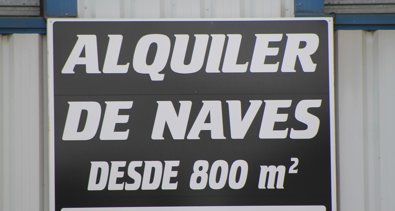 ALQUILER
DE NAVES
DESDE 800 m²